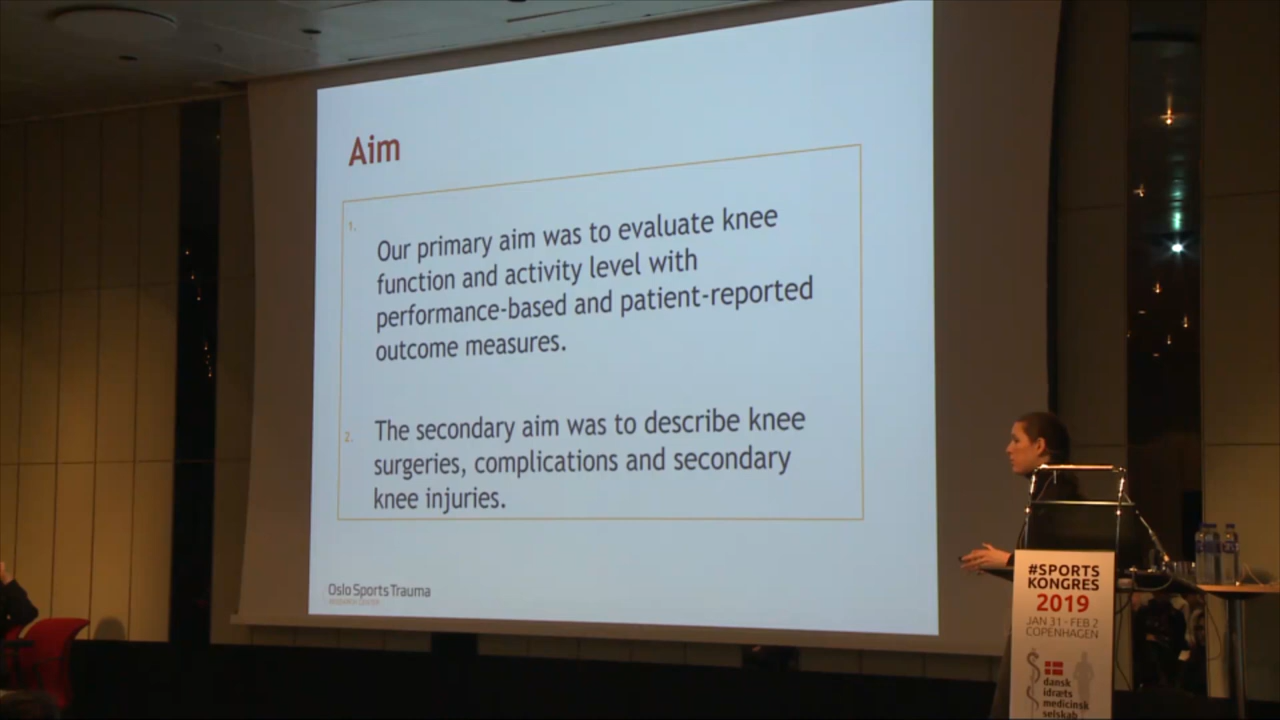 Aim
1.
Our primary aim was to evaluate knee
function and activity level with
performance-based and patient-reported
outcome measures.
2.
The secondary aim was to describe knee
surgeries, complications and secondary
knee injuries.
Oslo Sports Trauma
RESEARCH CENTER
#SPORTS
KONGRES
2019
JAN 31 - FEB 2
COPENHAGEN
dansk
idræts
medicinsk
selskab